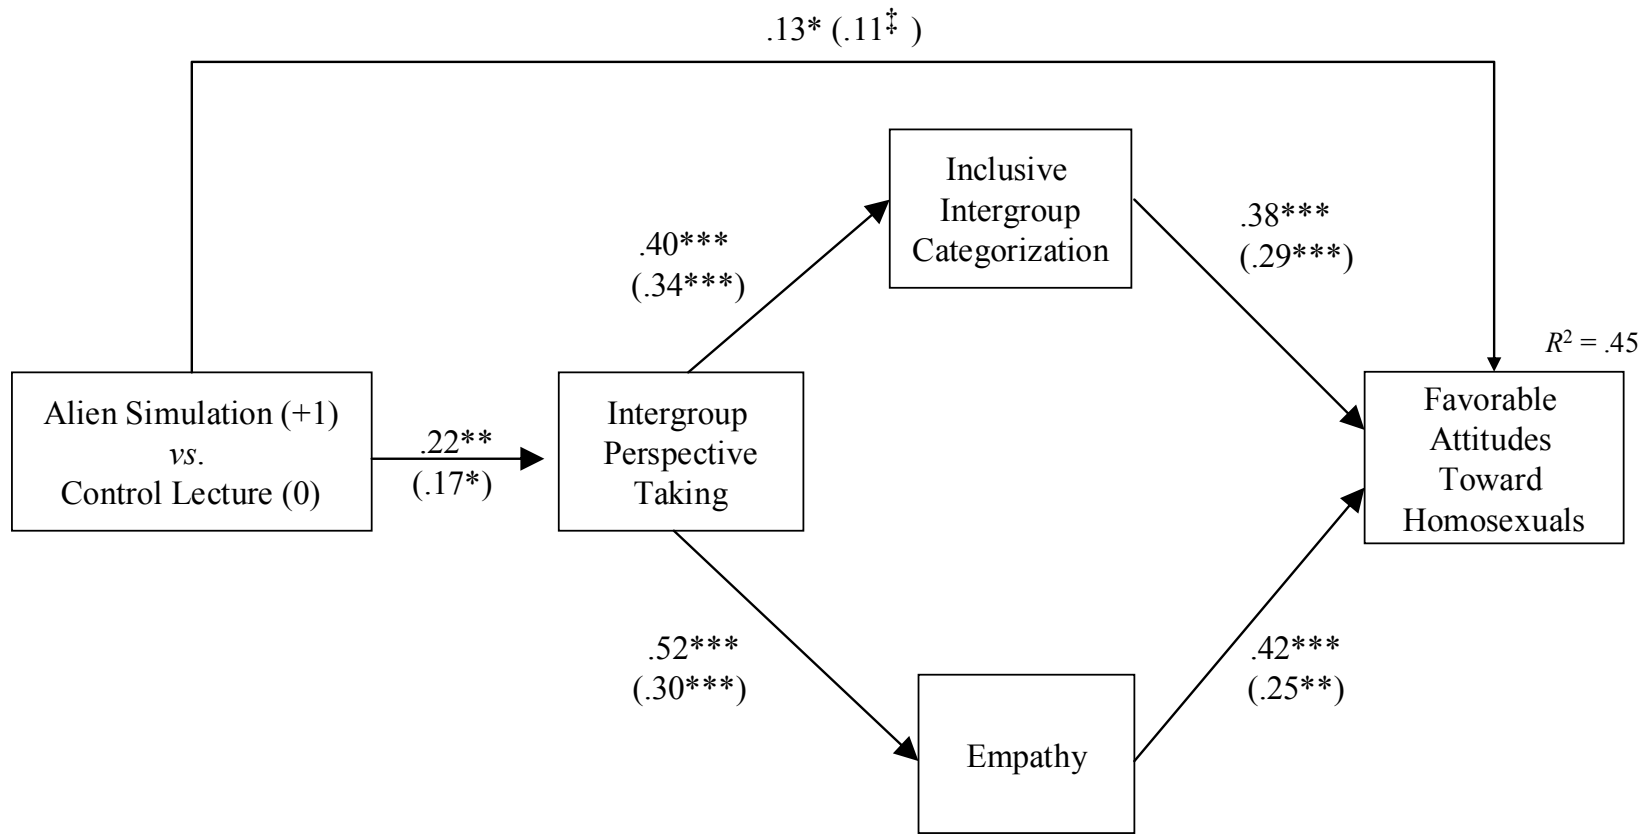 .13* (.11‡ )
Inclusive
Intergroup
Categorization
.40***
(.34***)
.38***
(.29***)
R² = .45
Alien Simulation (+1)
vs.
Control Lecture (0)
.22**
(.17*)
Intergroup
Perspective
Taking
Favorable
Attitudes
Toward
Homosexuals
.52***
(.30***)
.42***
(.25**)
Empathy